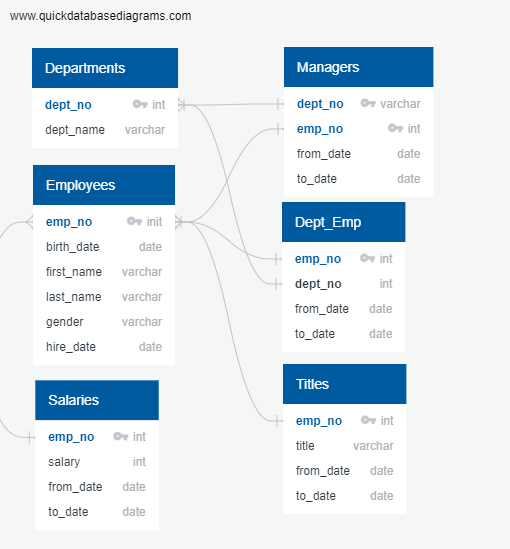 www.quickdatabasediagrams.com
Departments
dept_no int
dept_name varchar
Managers
dept_no varchar
emp_no int
from_date date
to_date date
Employees
emp_no init
birth_date date
first_name varchar
last_name varchar
gender varchar
hire_date date
Dept_Emp
emp_no int
dept_no int
from_date date
to_date date
Salaries
emp_no int
salary int
from_date date
to_date date
Titles
emp_no int
title varchar
from_date date
to_date date